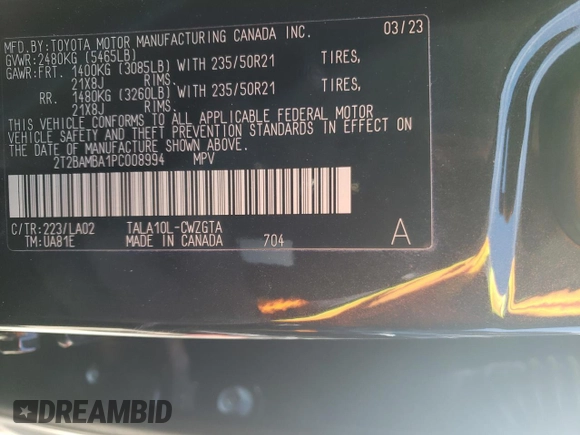 MFD.BY:TOYOTA MOTOR MANUFACTURING CANADA INC. 03/23
GVWR:2480KG (5465LB)
GAWR:FRT. 1400KG (3085LB) WITH 235/50R21 TIRES,
21X8J RIMS.
RR. 1480KG (3260LB) WITH 235/50R21 TIRES,
21X8J RIMS.
THIS VEHICLE CONFORMS TO ALL APPLICABLE FEDERAL MOTOR
VEHICLE SAFETY AND THEFT PREVENTION STANDARDS IN EFFECT ON
THE DATE OF MANUFACTURE SHOWN ABOVE.
2T2BAMBA1PC008994 MPV
C/TR:223/LA02 TALA10L-CWZGTA
TM:UA81E MADE IN CANADA 704 A
DREAMBID